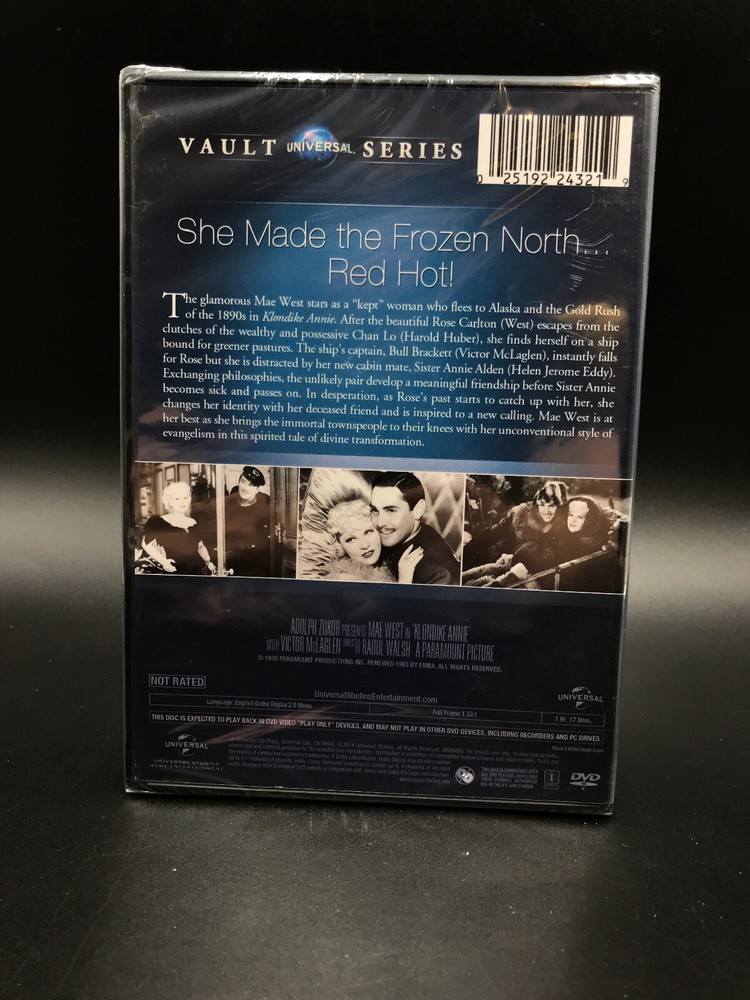 VAULT UNIVERSAL SERIES
0 25192 24321 9
She Made the Frozen North...
Red Hot!
The glamorous Mae West stars as a "kept" woman who flees to Alaska and the Gold Rush
of the 1890s in Klondike Annie. After the beautiful Rose Carlton (West) escapes from the
clutches of the wealthy and possessive Chan Lo (Harold Huber), she finds herself on a ship
bound for greener pastures. The ship's captain, Bull Brackett (Victor McLaglen), instantly falls
for Rose but she is distracted by her new cabin mate, Sister Annie Alden (Helen Jerome Eddy).
Exchanging philosophies, the unlikely pair develop a meaningful friendship before Sister Annie
becomes sick and passes on. In desperation, as Rose's past starts to catch up with her, she
changes her identity with her deceased friend and is inspired to a new calling. Mae West is at
her best as she brings the immortal townspeople to their knees with her unconventional style of
evangelism in this spirited tale of divine transformation.
ADOLPH ZUKOR PRESENTS MAE WEST IN "KLONDIKE ANNIE"
WITH VICTOR McLAGLEN DIRECTED BY RAOUL WALSH A PARAMOUNT PICTURE
© 1936 PARAMOUNT PRODUCTIONS INC. RENEWED 1963 BY EMKA. ALL RIGHTS RESERVED.
NOT RATED
UniversalStudiosEntertainment.com
UNIVERSAL
Language: English Dolby Digital 2.0 Mono
Full Frame 1.33:1
1 Hr. 17 Mins.
THIS DISC IS EXPECTED TO PLAY BACK IN DVD VIDEO "PLAY ONLY" DEVICES, AND MAY NOT PLAY IN OTHER DVD DEVICES, INCLUDING RECORDERS AND PC DRIVES.
UNIVERSAL
UNIVERSAL STUDIOS
HOME ENTERTAINMENT
1
DVD